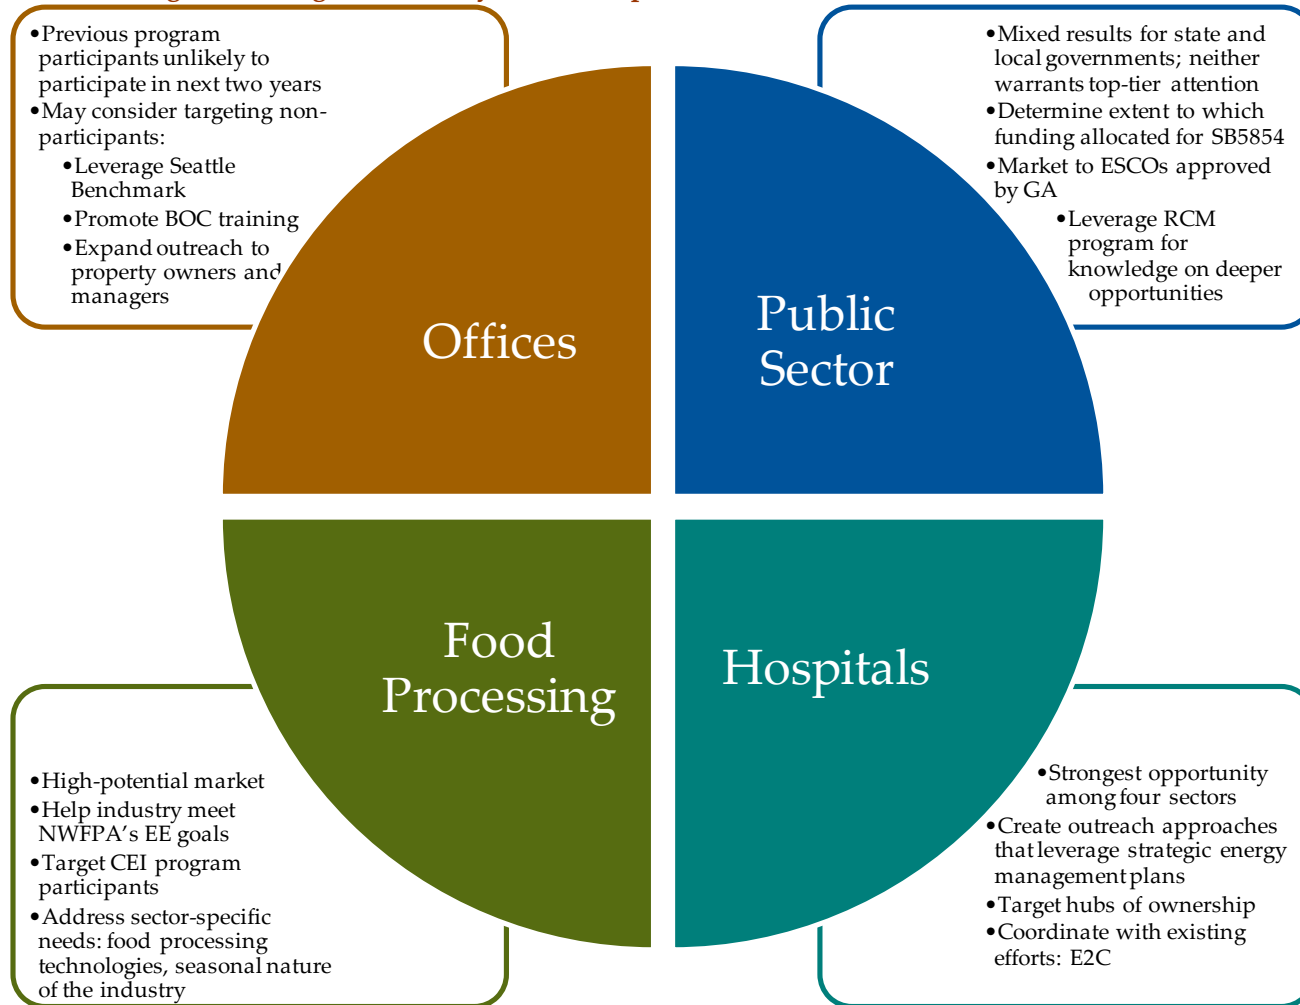 •Previous program
participants unlikely to
participate in next two years
•May consider targeting non-
participants:
•Leverage Seattle
Benchmark
•Promote BOC training
•Expand outreach to
property owners and
managers
•Mixed results for state and
local governments; neither
warrants top-tier attention
•Determine extent to which
funding allocated for SB5854
•Market to ESCOs approved
by GA
•Leverage RCM
program for
knowledge on deeper
opportunities
Offices
Public
Sector
Food
Processing
Hospitals
•High-potential market
•Help industry meet
NWFPA's EE goals
•Target CEI program
participants
•Address sector-specific
needs: food processing
technologies, seasonal nature
of the industry
•Strongest opportunity
among four sectors
•Create outreach approaches
that leverage strategic energy
management plans
•Target hubs of ownership
•Coordinate with existing
efforts: E2C